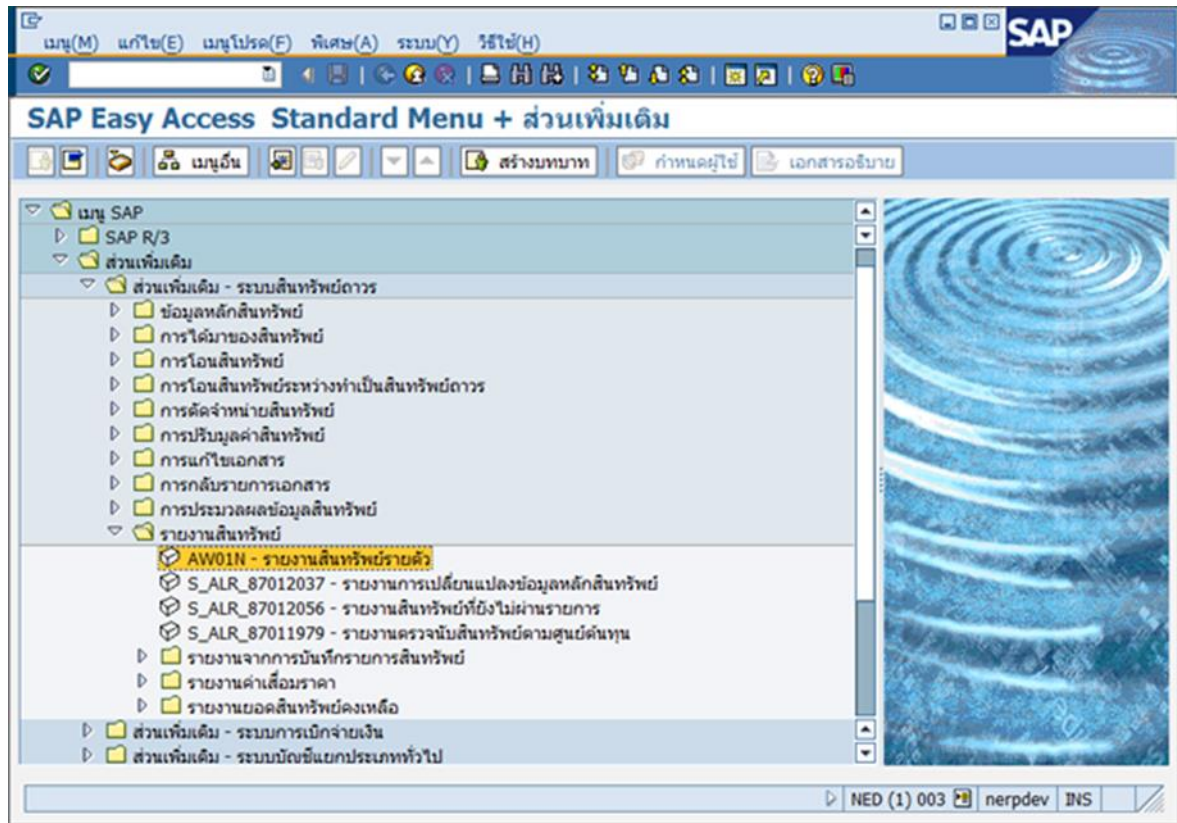 เมนู(M) แก้ไข(E) เมนูโปรด(F) พิเศษ(A) ระบบ(Y) วิธีใช้(H)
SAP
SAP Easy Access Standard Menu + ส่วนเพิ่มเติม
เมนูอื่น สร้างบทบาท กำหนดผู้ใช้ เอกสารอธิบาย
เมนู SAP
SAP R/3
ส่วนเพิ่มเติม
ส่วนเพิ่มเติม - ระบบสินทรัพย์ถาวร
ข้อมูลหลักสินทรัพย์
การได้มาของสินทรัพย์
การโอนสินทรัพย์
การโอนสินทรัพย์ระหว่างทำเป็นสินทรัพย์ถาวร
การตัดจำหน่ายสินทรัพย์
การปรับมูลค่าสินทรัพย์
การแก้ไขเอกสาร
การกลับรายการเอกสาร
การประมวลผลข้อมูลสินทรัพย์
รายงานสินทรัพย์
AW01N - รายงานสินทรัพย์รายตัว
S_ALR_87012037 - รายงานการเปลี่ยนแปลงข้อมูลหลักสินทรัพย์
S_ALR_87012056 - รายงานสินทรัพย์ที่ยังไม่ผ่านรายการ
S_ALR_87011979 - รายงานตรวจนับสินทรัพย์ตามศูนย์ต้นทุน
รายงานจากการบันทึกรายการสินทรัพย์
รายงานค่าเสื่อมราคา
รายงานยอดสินทรัพย์คงเหลือ
ส่วนเพิ่มเติม - ระบบการเบิกจ่ายเงิน
ส่วนเพิ่มเติม - ระบบบัญชีแยกประเภททั่วไป
NED (1) 003 nerpdev INS